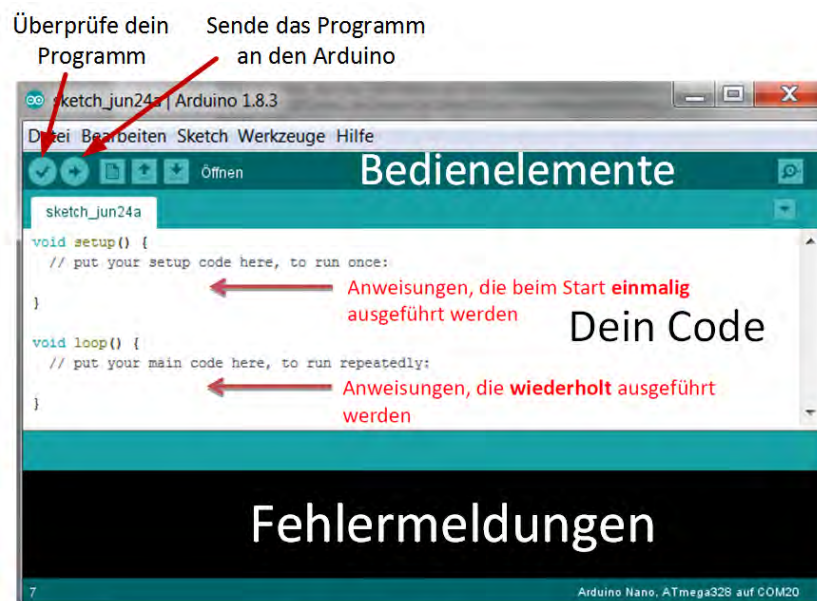 Überprüfe dein
Programm
Sende das Programm
an den Arduino
sketch_jun24a | Arduino 1.8.3
Datei Bearbeiten Sketch Werkzeuge Hilfe
Öffnen
Bedienelemente
sketch_jun24a
void setup() {
// put your setup code here, to run once:
Anweisungen, die beim Start einmalig
ausgeführt werden
}
Dein Code
void loop() {
// put your main code here, to run repeatedly:
Anweisungen, die wiederholt ausgeführt
werden
}
Fehlermeldungen
7
Arduino Nano, ATmega328 auf COM20